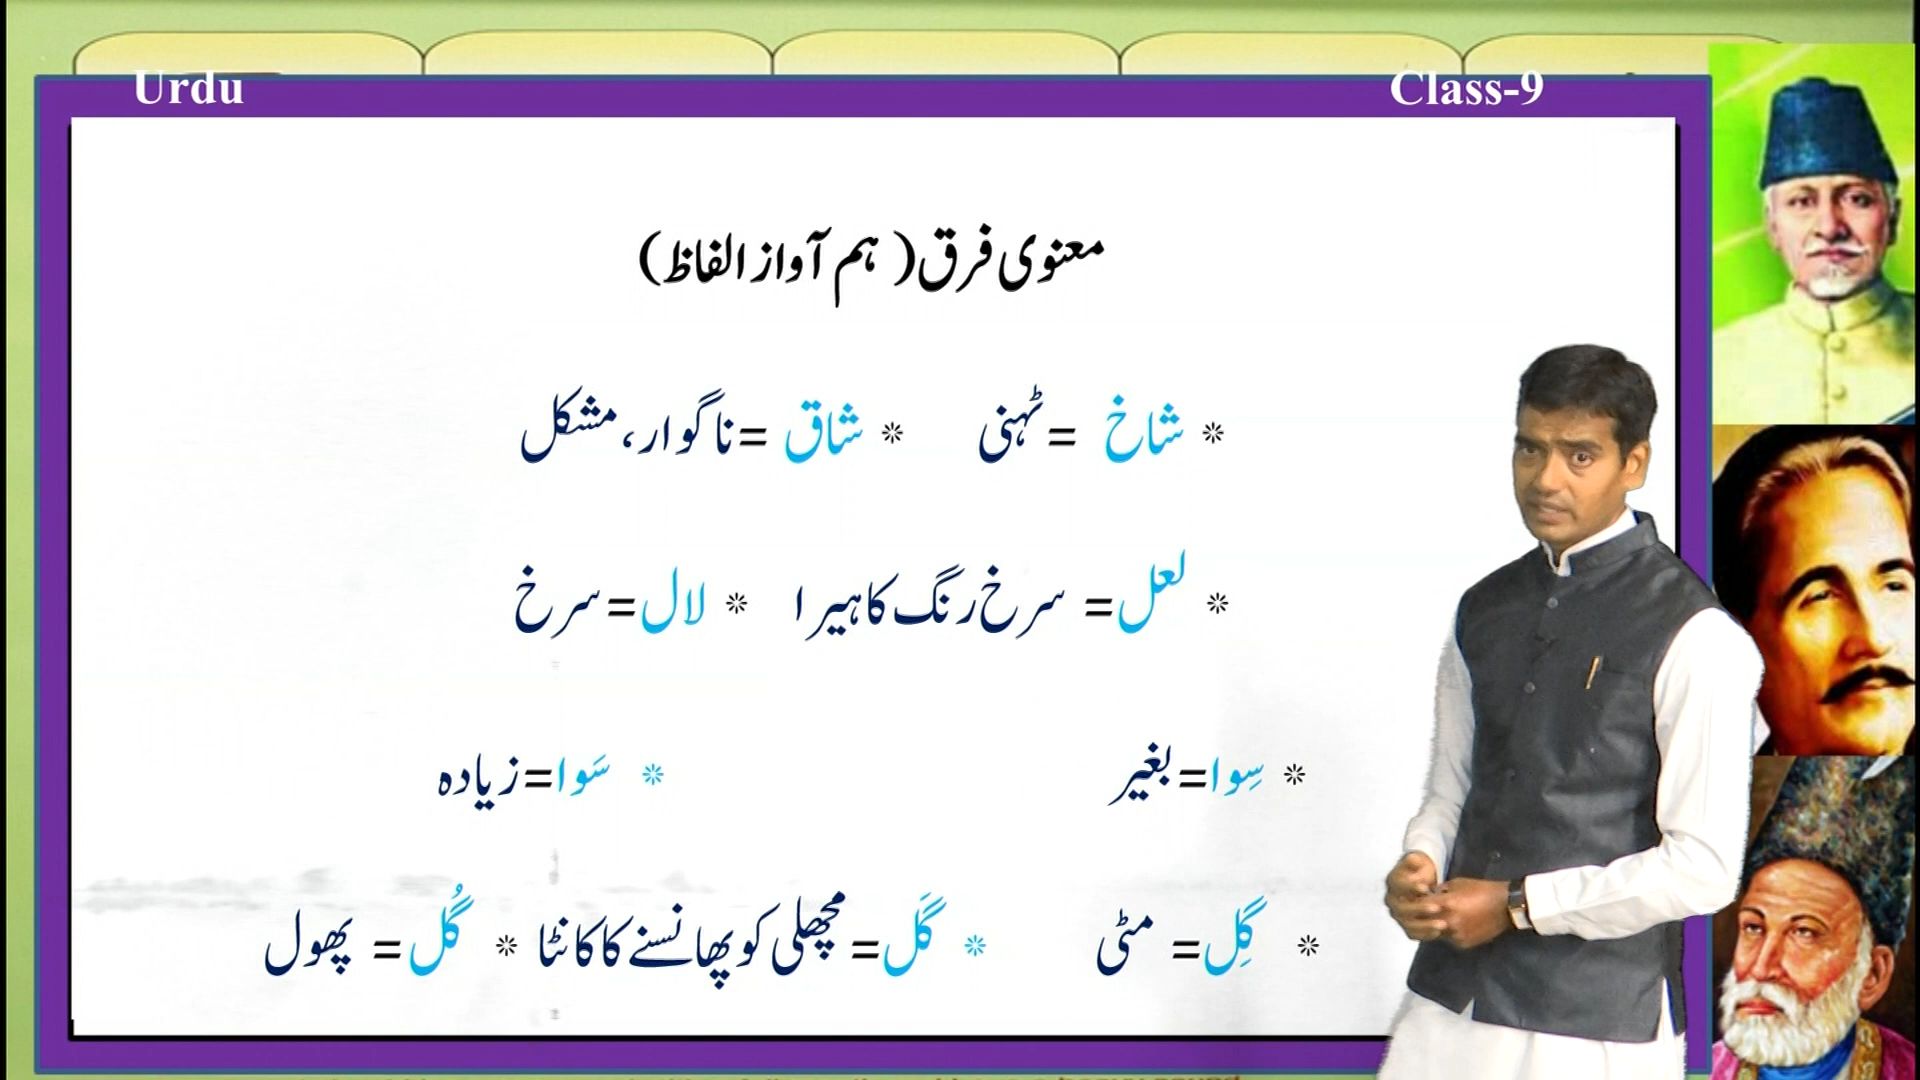 Urdu Class-9
معنوی فرق( ہم آواز الفاظ)
* شاخ = ٹہنی * شاق =ناگوار، مشکل
* لعل= سرخ رنگ کا ہیرا * لال=سرخ
* سِوا=بغیر * سَوا=زیادہ
* گِل= مٹی * گَل=مچھلی کو پھانسنے کا کانٹا * گُل= پھول